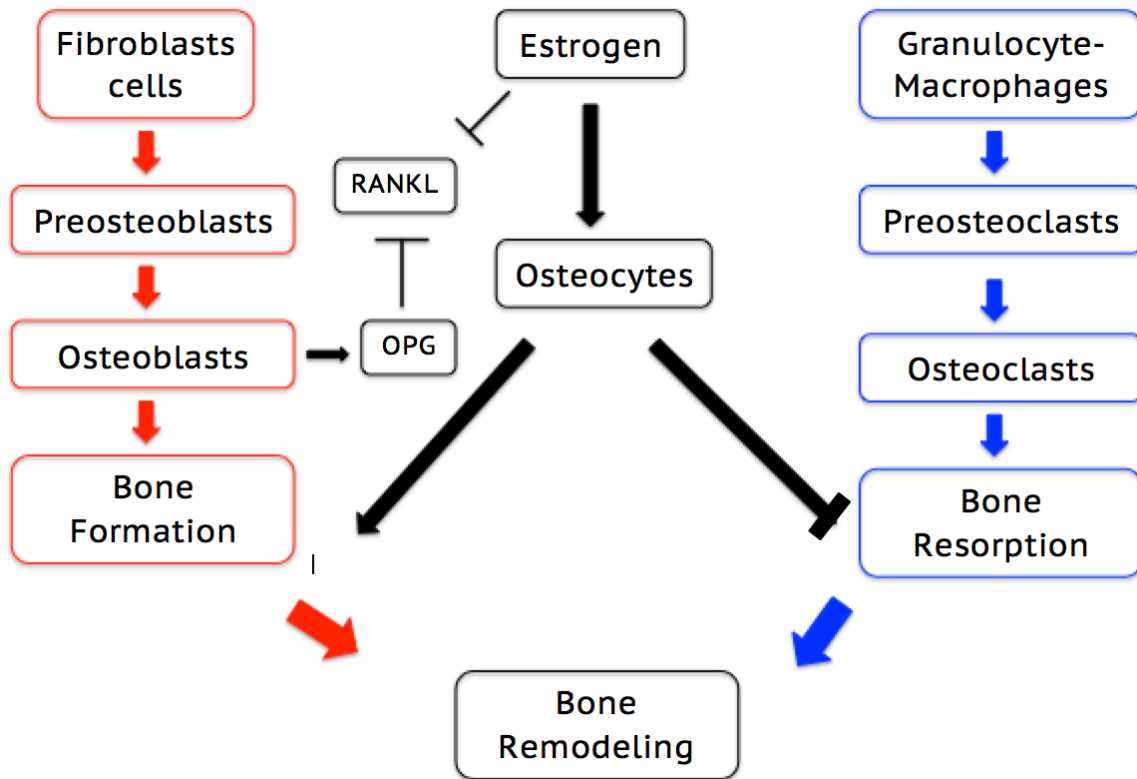 Fibroblasts
cells
Preosteoblasts
Osteoblasts
Bone
Formation
Estrogen
RANKL
OPG
Osteocytes
Granulocyte-
Macrophages
Preosteoclasts
Osteoclasts
Bone
Resorption
Bone
Remodeling